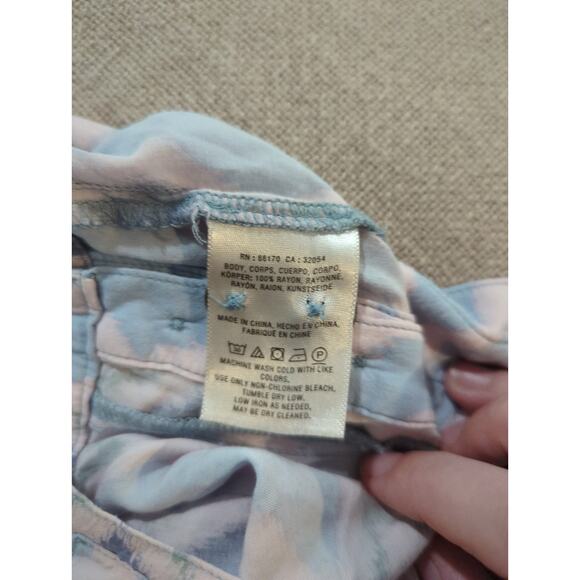 RN : 66170 CA : 32054
BODY, CORPS, CUERPO, CORPO,
KÖRPER: 100% RAYON, RAYONNE,
RAYÓN, RAION, KUNSTSEIDE
MADE IN CHINA, HECHO EN CHINA,
FABRIQUÉ EN CHINE
MACHINE WASH COLD WITH LIKE
COLORS,
USE ONLY NON-CHLORINE BLEACH,
TUMBLE DRY LOW,
LOW IRON AS NEEDED,
MAY BE DRY CLEANED.